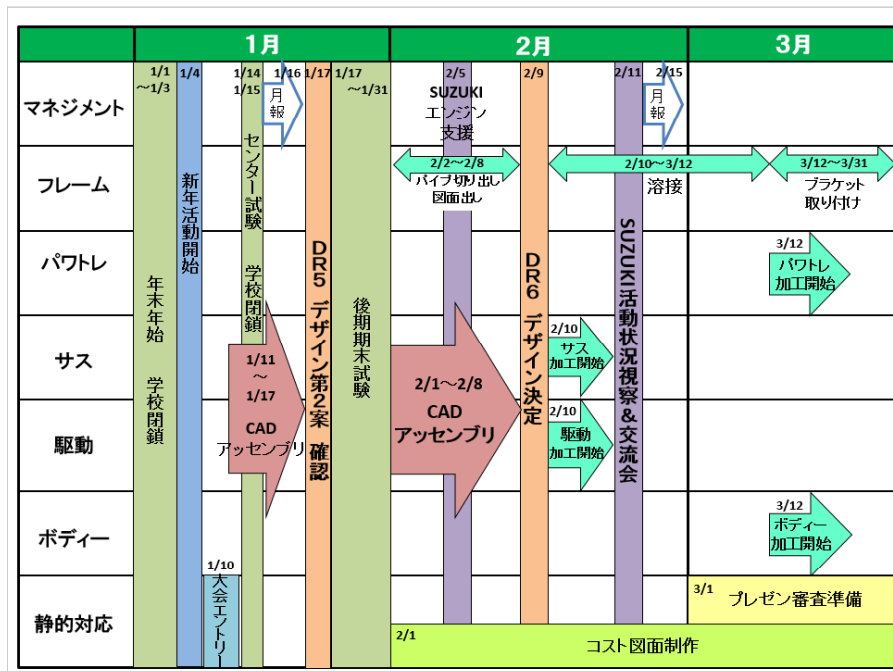 1月
2月
3月
マネジメント
フレーム
パワトレ
サス
駆動
ボディー
静的対応
1/1
～1/3
年末年始 学校閉鎖
1/4
新年活動開始
1/10
大会エントリー
1/14
1/15
センター試験 学校閉鎖
1/16
月報
1/11
～
1/17
CAD
アッセンブリ
1/17
DR5 デザイン第2案 確認
1/17
～1/31
後期期末試験
2/5
SUZUKI
エンジン
支援
2/2～2/8
パイプ切り出し
図面出し
2/1～2/8
CAD
アッセンブリ
2/9
DR6 デザイン決定
2/10～3/12
溶接
2/10
サス
加工開始
2/10
駆動
加工開始
2/11
SUZUKI活動状況視察&交流会
2/15
月報
3/12～3/31
ブラケット
取り付け
3/12
パワトレ
加工開始
3/12
ボディー
加工開始
3/1
プレゼン審査準備
2/1
コスト図面制作